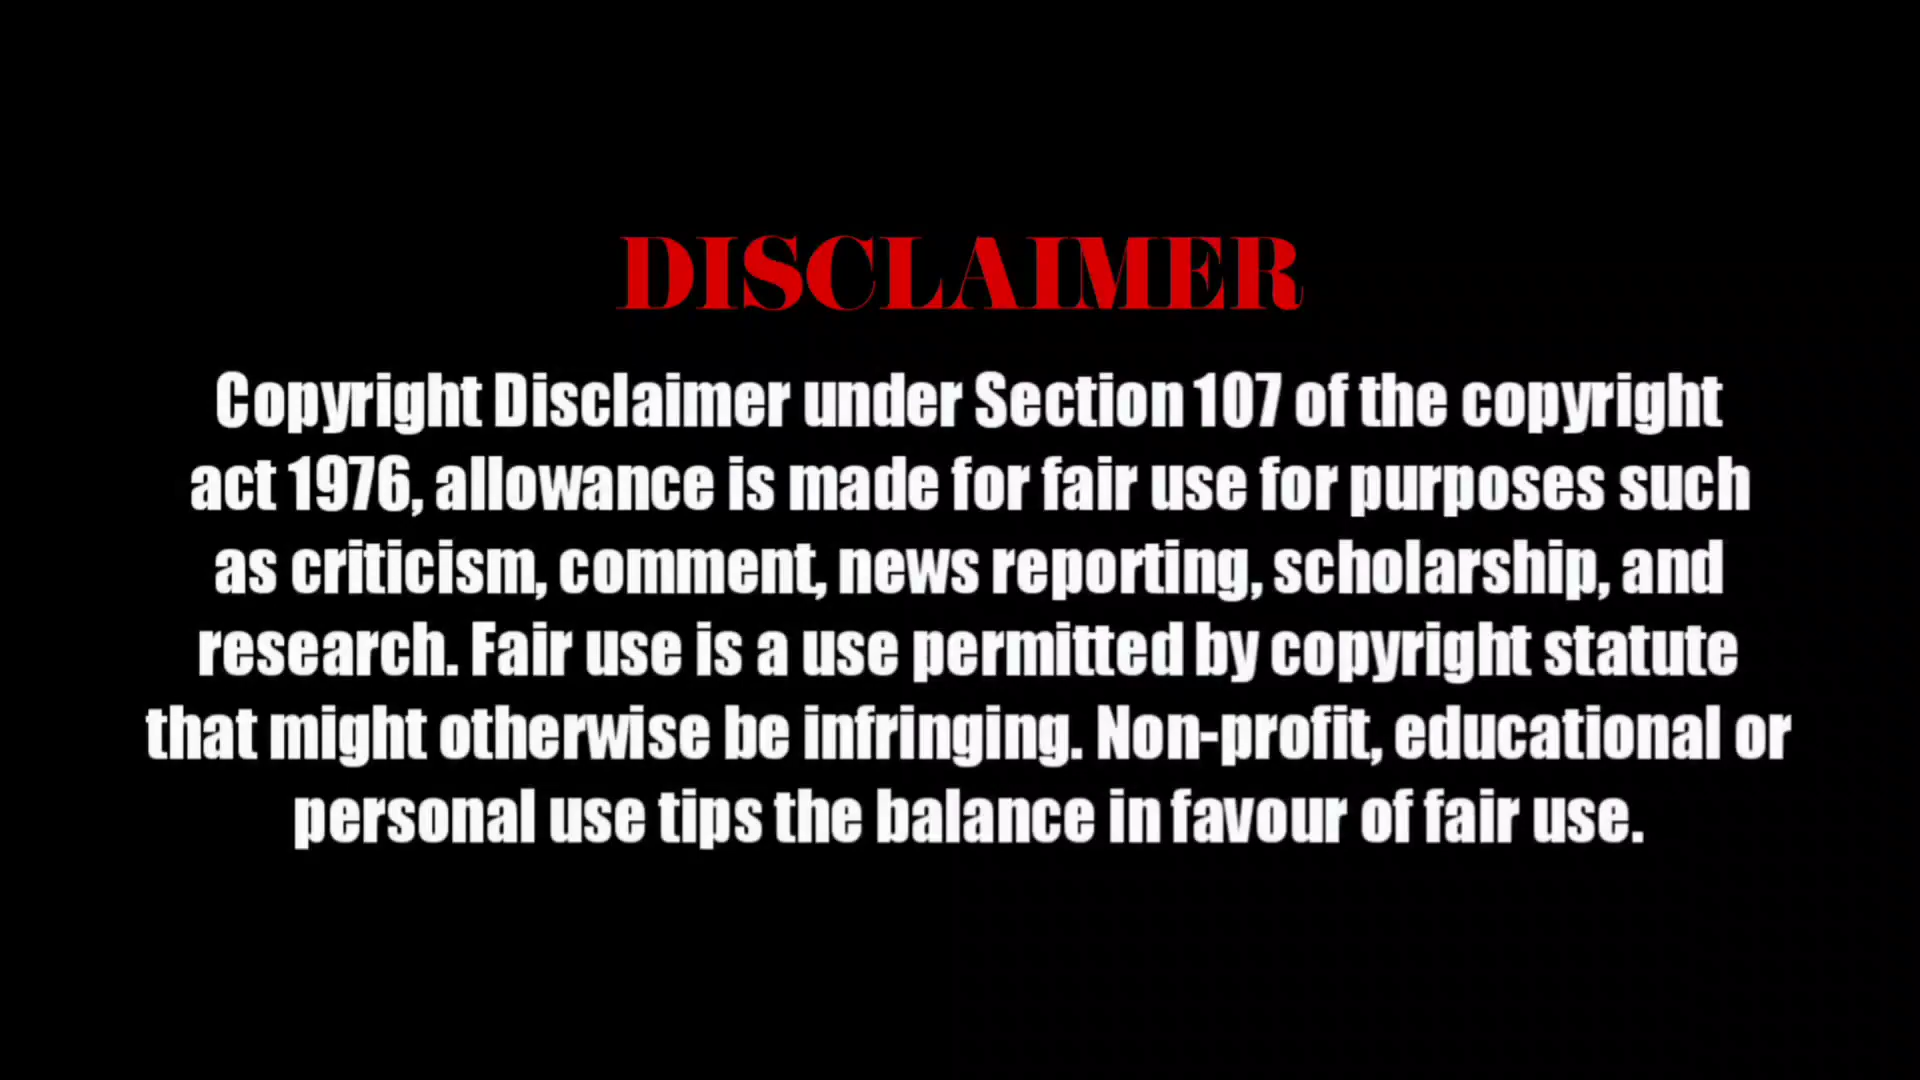 DISCLAIMER
Copyright Disclaimer under Section 107 of the copyright
act 1976, allowance is made for fair use for purposes such
as criticism, comment, news reporting, scholarship, and
research. Fair use is a use permitted by copyright statute
that might otherwise be infringing. Non-profit, educational or
personal use tips the balance in favour of fair use.